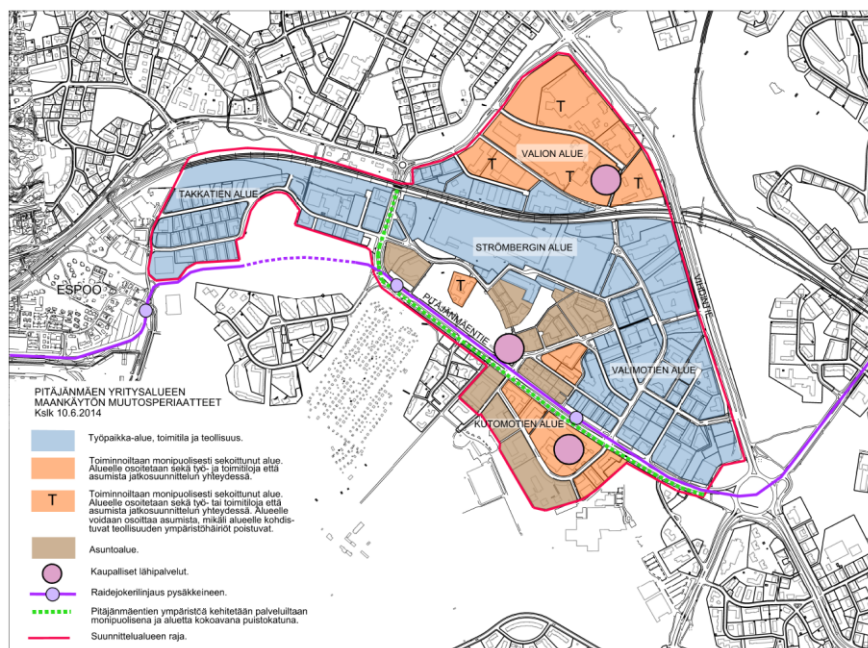 T
VALION ALUE
T
T
T
TAKKATIEN ALUE
STRÖMBERGIN ALUE
ESPOO
T
VIHDINTIE
PITÄJÄNMÄENTIE
VALIMOTIEN ALUE
KUTOMOTIEN ALUE
PITÄJÄNMÄEN YRITYSALUEEN
MAANKÄYTÖN MUUTOSPERIAATTEET
Kslk 10.6.2014
Työpaikka-alue, toimitila ja teollisuus.
Toiminnoiltaan monipuolisesti sekoittunut alue.
Alueelle osoitetaan sekä työ- ja toimitiloja että
asumista jatkosuunnittelun yhteydessä.
T
Toiminnoiltaan monipuolisesti sekoittunut alue.
Alueelle osoitetaan sekä työ- tai toimitiloja että
asumista jatkosuunnittelun yhteydessä. Alueelle
voidaan osoittaa asumista, mikäli alueelle kohdis-
tuvat teollisuuden ympäristöhäiriöt poistuvat.
Asuntoalue.
Kaupalliset lähipalvelut.
Raidejokerilinjaus pysäkkeineen.
Pitäjänmäentien ympäristöä kehitetään palveluiltaan
monipuolisena ja aluetta kokoavana puistokatuna.
Suunnittelualueen raja.